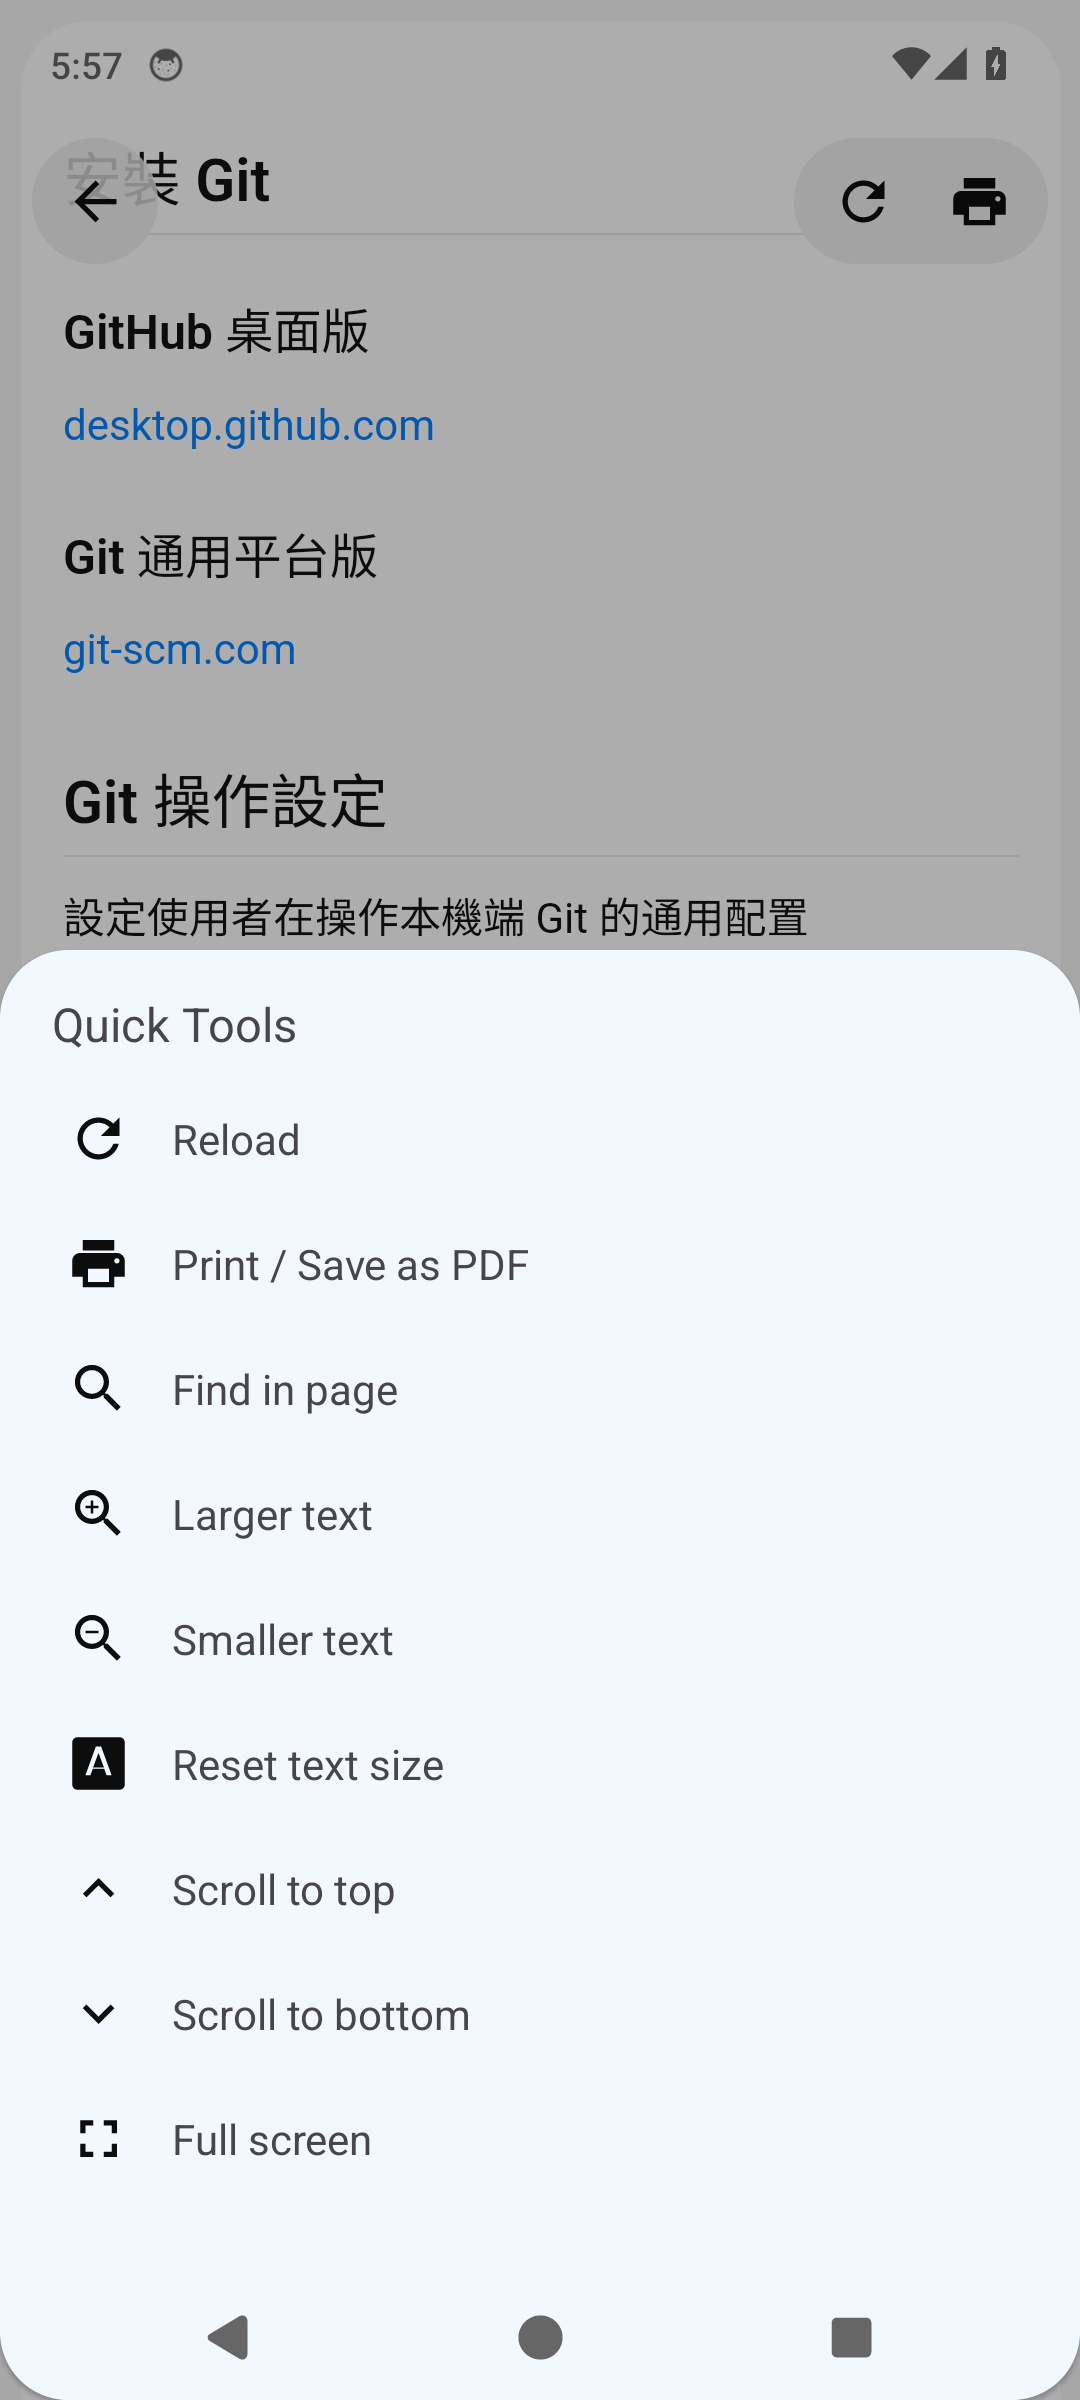 5:57
安裝 Git
GitHub 桌面版
desktop.github.com
Git 通用平台版
git-scm.com
Git 操作設定
設定使用者在操作本機端 Git 的通用配置
Quick Tools
Reload
Print / Save as PDF
Find in page
Larger text
Smaller text
Reset text size
Scroll to top
Scroll to bottom
Full screen